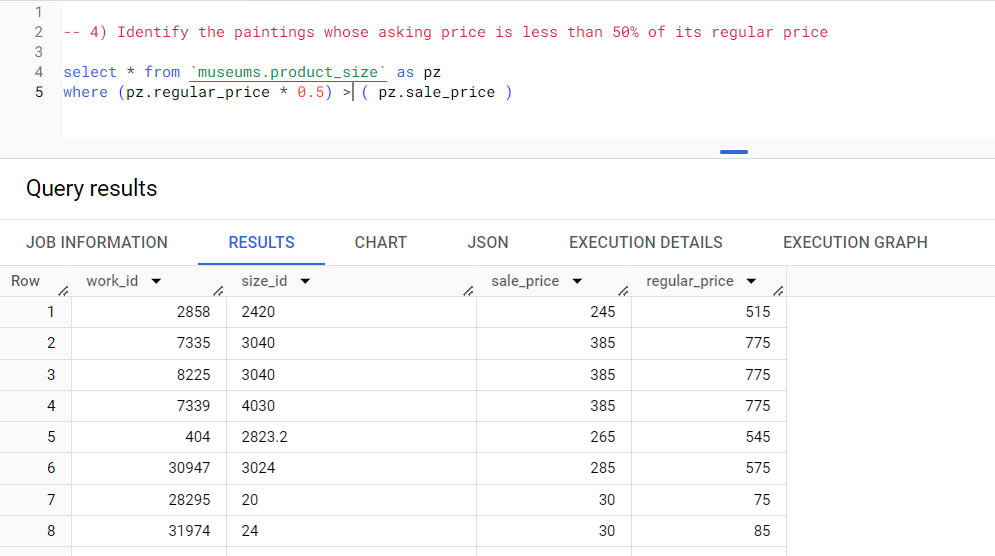 1
2 -- 4) Identify the paintings whose asking price is less than 50% of its regular price
3
4 select * from `museums.product_size` as pz
5 where (pz.regular_price * 0.5) > ( pz.sale_price )
Query results
JOB INFORMATION RESULTS CHART JSON EXECUTION DETAILS EXECUTION GRAPH
Row work_id size_id sale_price regular_price
1 2858 2420 245 515
2 7335 3040 385 775
3 8225 3040 385 775
4 7339 4030 385 775
5 404 2823.2 265 545
6 30947 3024 285 575
7 28295 20 30 75
8 31974 24 30 85